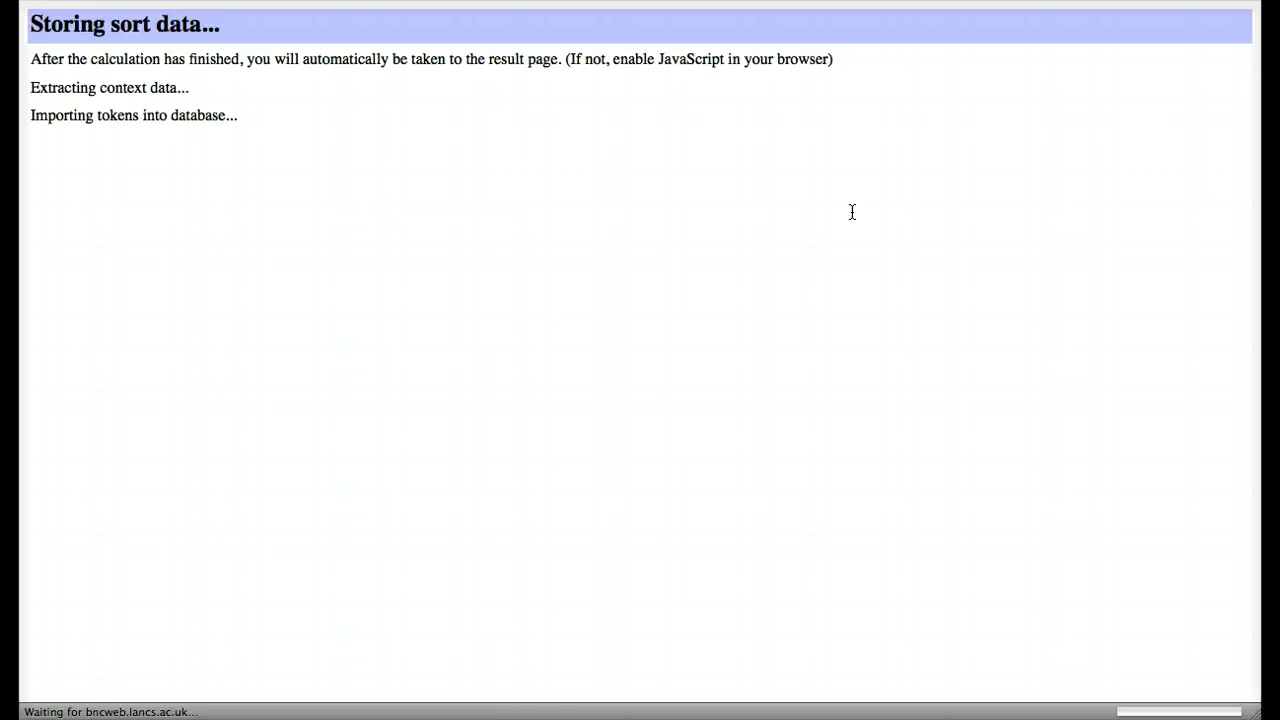 Storing sort data...
After the calculation has finished, you will automatically be taken to the result page. (If not, enable JavaScript in your browser)
Extracting context data...
Importing tokens into database...
Waiting for bncweb.lancs.ac.uk...